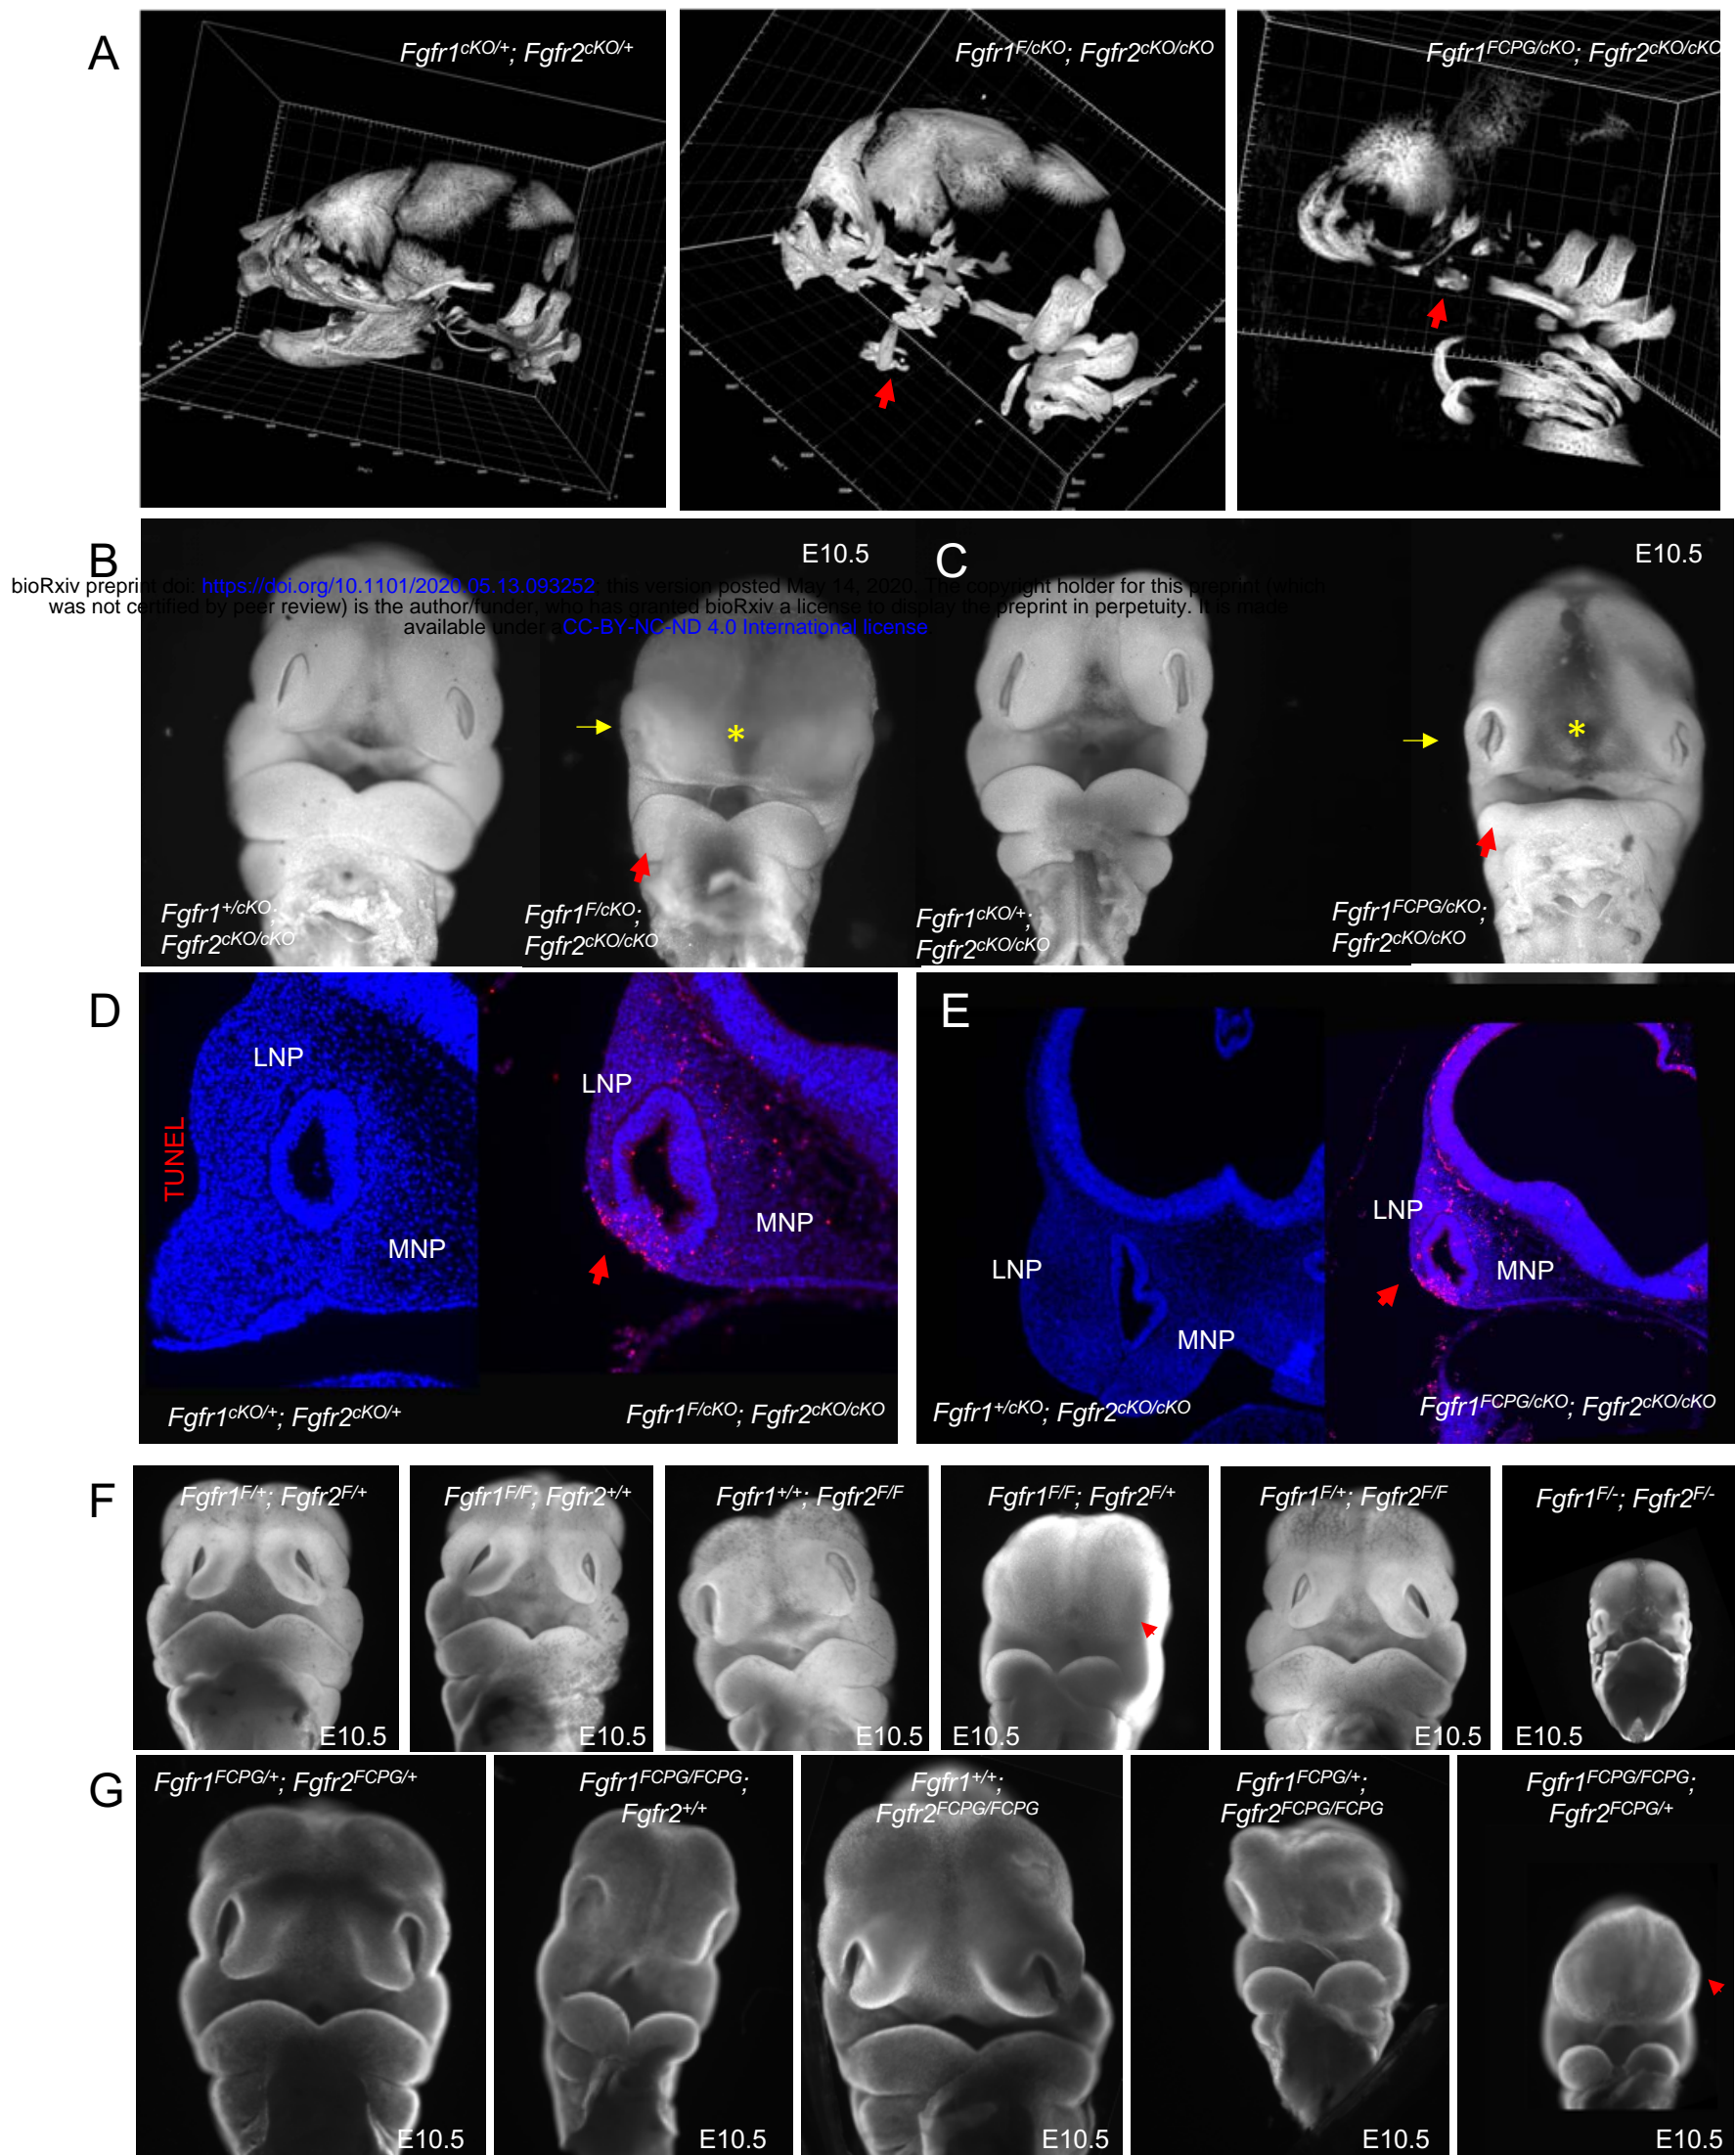 A
Fgfr1cKO/+; Fgfr2cKO/+
Fgfr1F/cKO; Fgfr2cKO/cKO
Fgfr1FCPG/cKO; Fgfr2cKO/cKO
B
E10.5
C
E10.5
bioRxiv preprint doi: https://doi.org/10.1101/2020.05.13.093252; this version posted May 14, 2020. The copyright holder for this preprint (which
was not certified by peer review) is the author/funder, who has granted bioRxiv a license to display the preprint in perpetuity. It is made
available under aCC-BY-NC-ND 4.0 International license.
*
*
Fgfr1+/cKO;
Fgfr2cKO/cKO
Fgfr1F/cKO;
Fgfr2cKO/cKO
Fgfr1cKO/+;
Fgfr2cKO/cKO
Fgfr1FCPG/cKO;
Fgfr2cKO/cKO
D
TUNEL
LNP
MNP
LNP
MNP
Fgfr1cKO/+; Fgfr2cKO/+
Fgfr1F/cKO; Fgfr2cKO/cKO
E
LNP
MNP
LNP
MNP
Fgfr1+/cKO; Fgfr2cKO/cKO
Fgfr1FCPG/cKO; Fgfr2cKO/cKO
F
Fgfr1F/+; Fgfr2F/+
E10.5
Fgfr1F/F; Fgfr2+/+
E10.5
Fgfr1+/+; Fgfr2F/F
E10.5
Fgfr1F/F; Fgfr2F/+
E10.5
Fgfr1F/+; Fgfr2F/F
E10.5
Fgfr1F/-; Fgfr2F/-
E10.5
G
Fgfr1FCPG/+; Fgfr2FCPG/+
E10.5
Fgfr1FCPG/FCPG;
Fgfr2+/+
E10.5
Fgfr1+/+;
Fgfr2FCPG/FCPG
E10.5
Fgfr1FCPG/+;
Fgfr2FCPG/FCPG
E10.5
Fgfr1FCPG/FCPG;
Fgfr2FCPG/+
E10.5